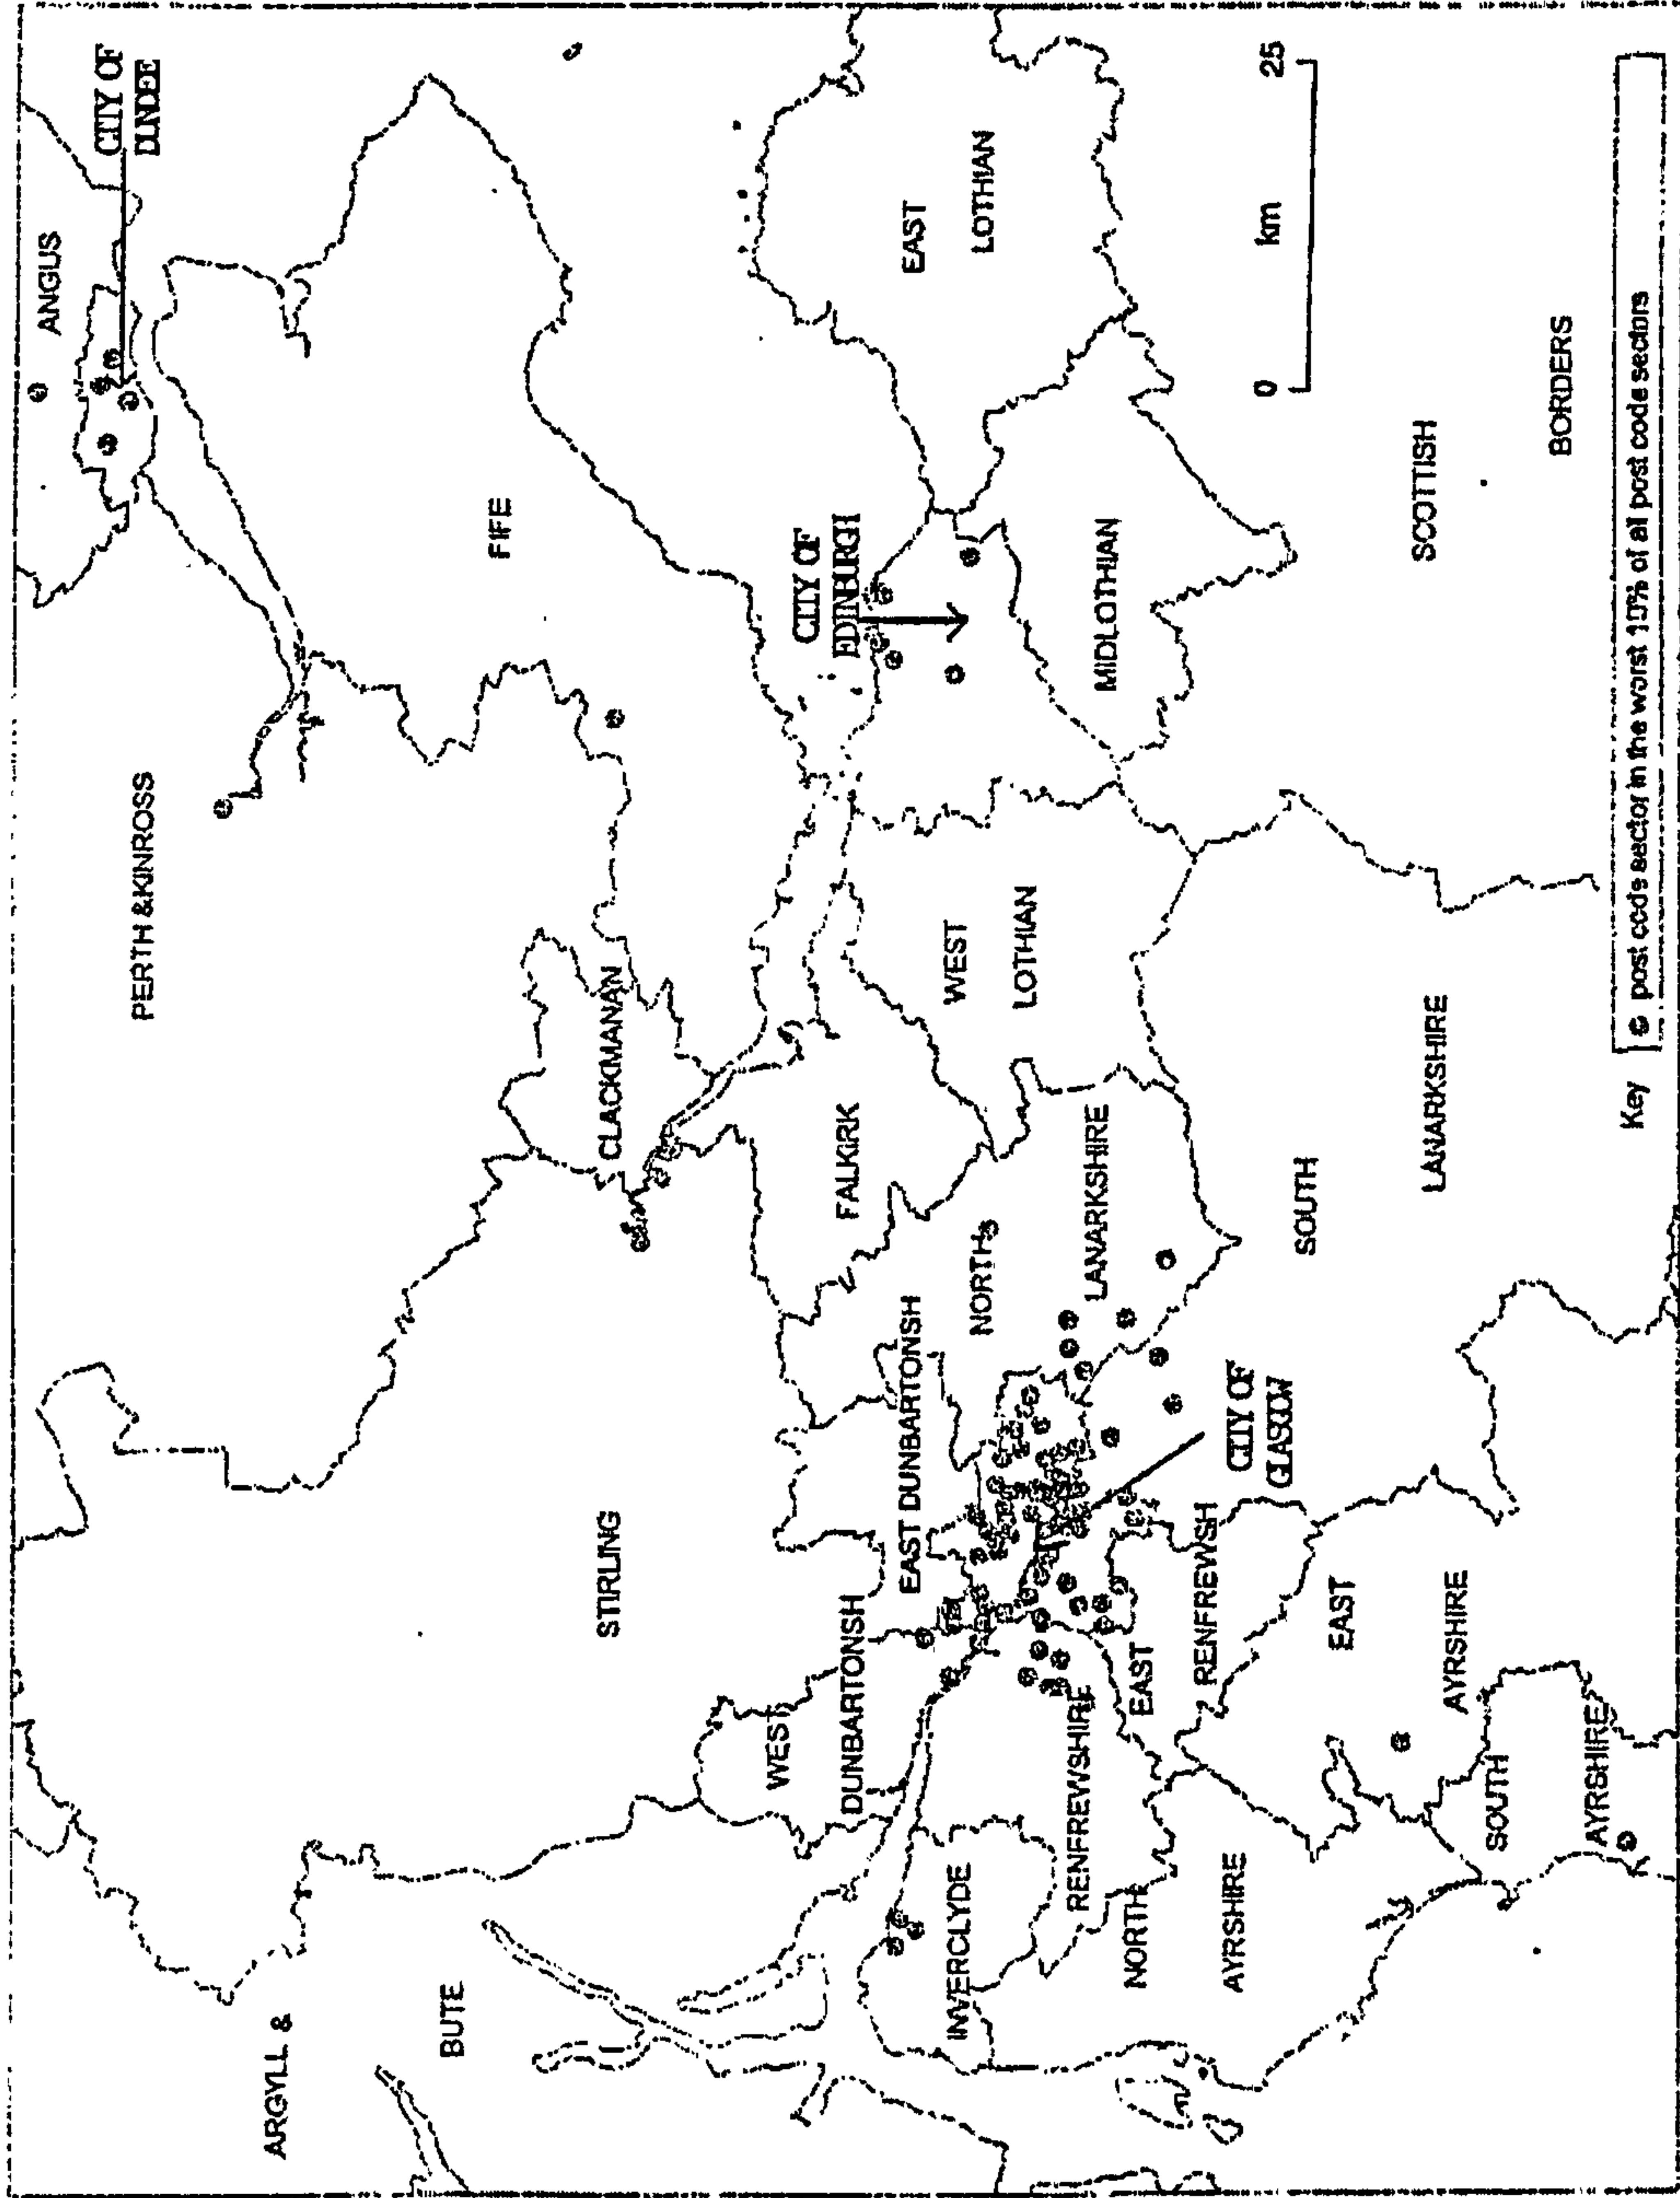 ARGYLL &
BUTE
PERTH &KINROSS
ANGUS
CITY OF
DUNDEE
STIRLING
CLACKMANAN
FIFE
WEST
DUNBARTONSH
EAST DUNBARTONSH
FALKIRK
CITY OF
EDINBURGH
INVERCLYDE
NORTH
LANARKSHIRE
WEST
LOTHIAN
EAST
LOTHIAN
RENFREWSHIRE
MIDLOTHIAN
EAST
RENFREWSH
NORTH
AYRSHIRE
CITY OF
GLASGOW
0
km
25
SOUTH
LANARKSHIRE
EAST
AYRSHIRE
SCOTTISH
BORDERS
SOUTH
AYRSHIRE
Key
post code sector in the worst 10% of all post code sectors